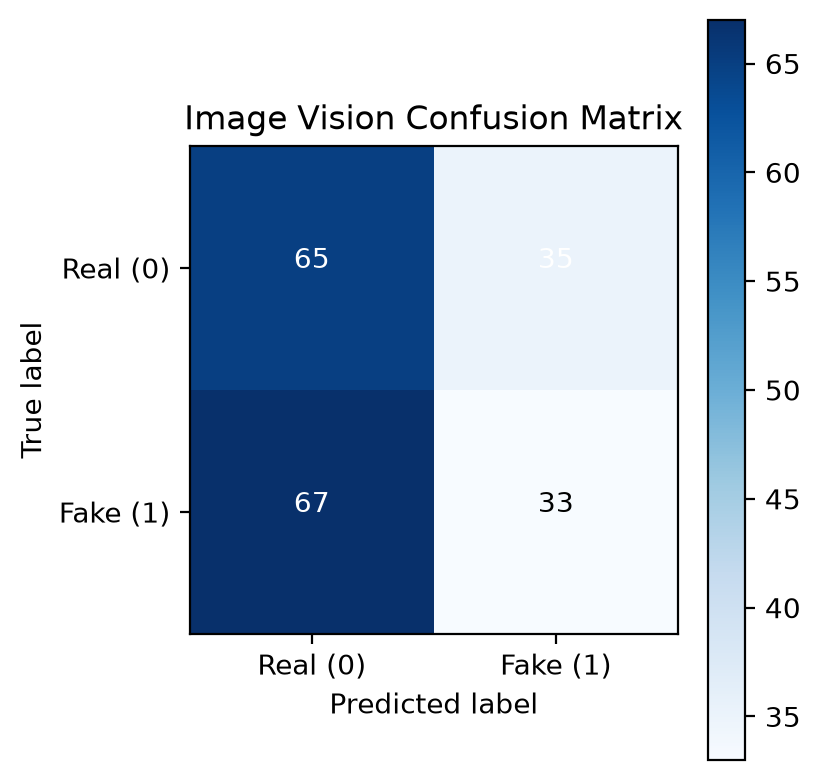 Image Vision Confusion Matrix
Real (0)
65
35
Fake (1)
67
33
Real (0)
Fake (1)
Predicted label
True label
65
60
55
50
45
40
35